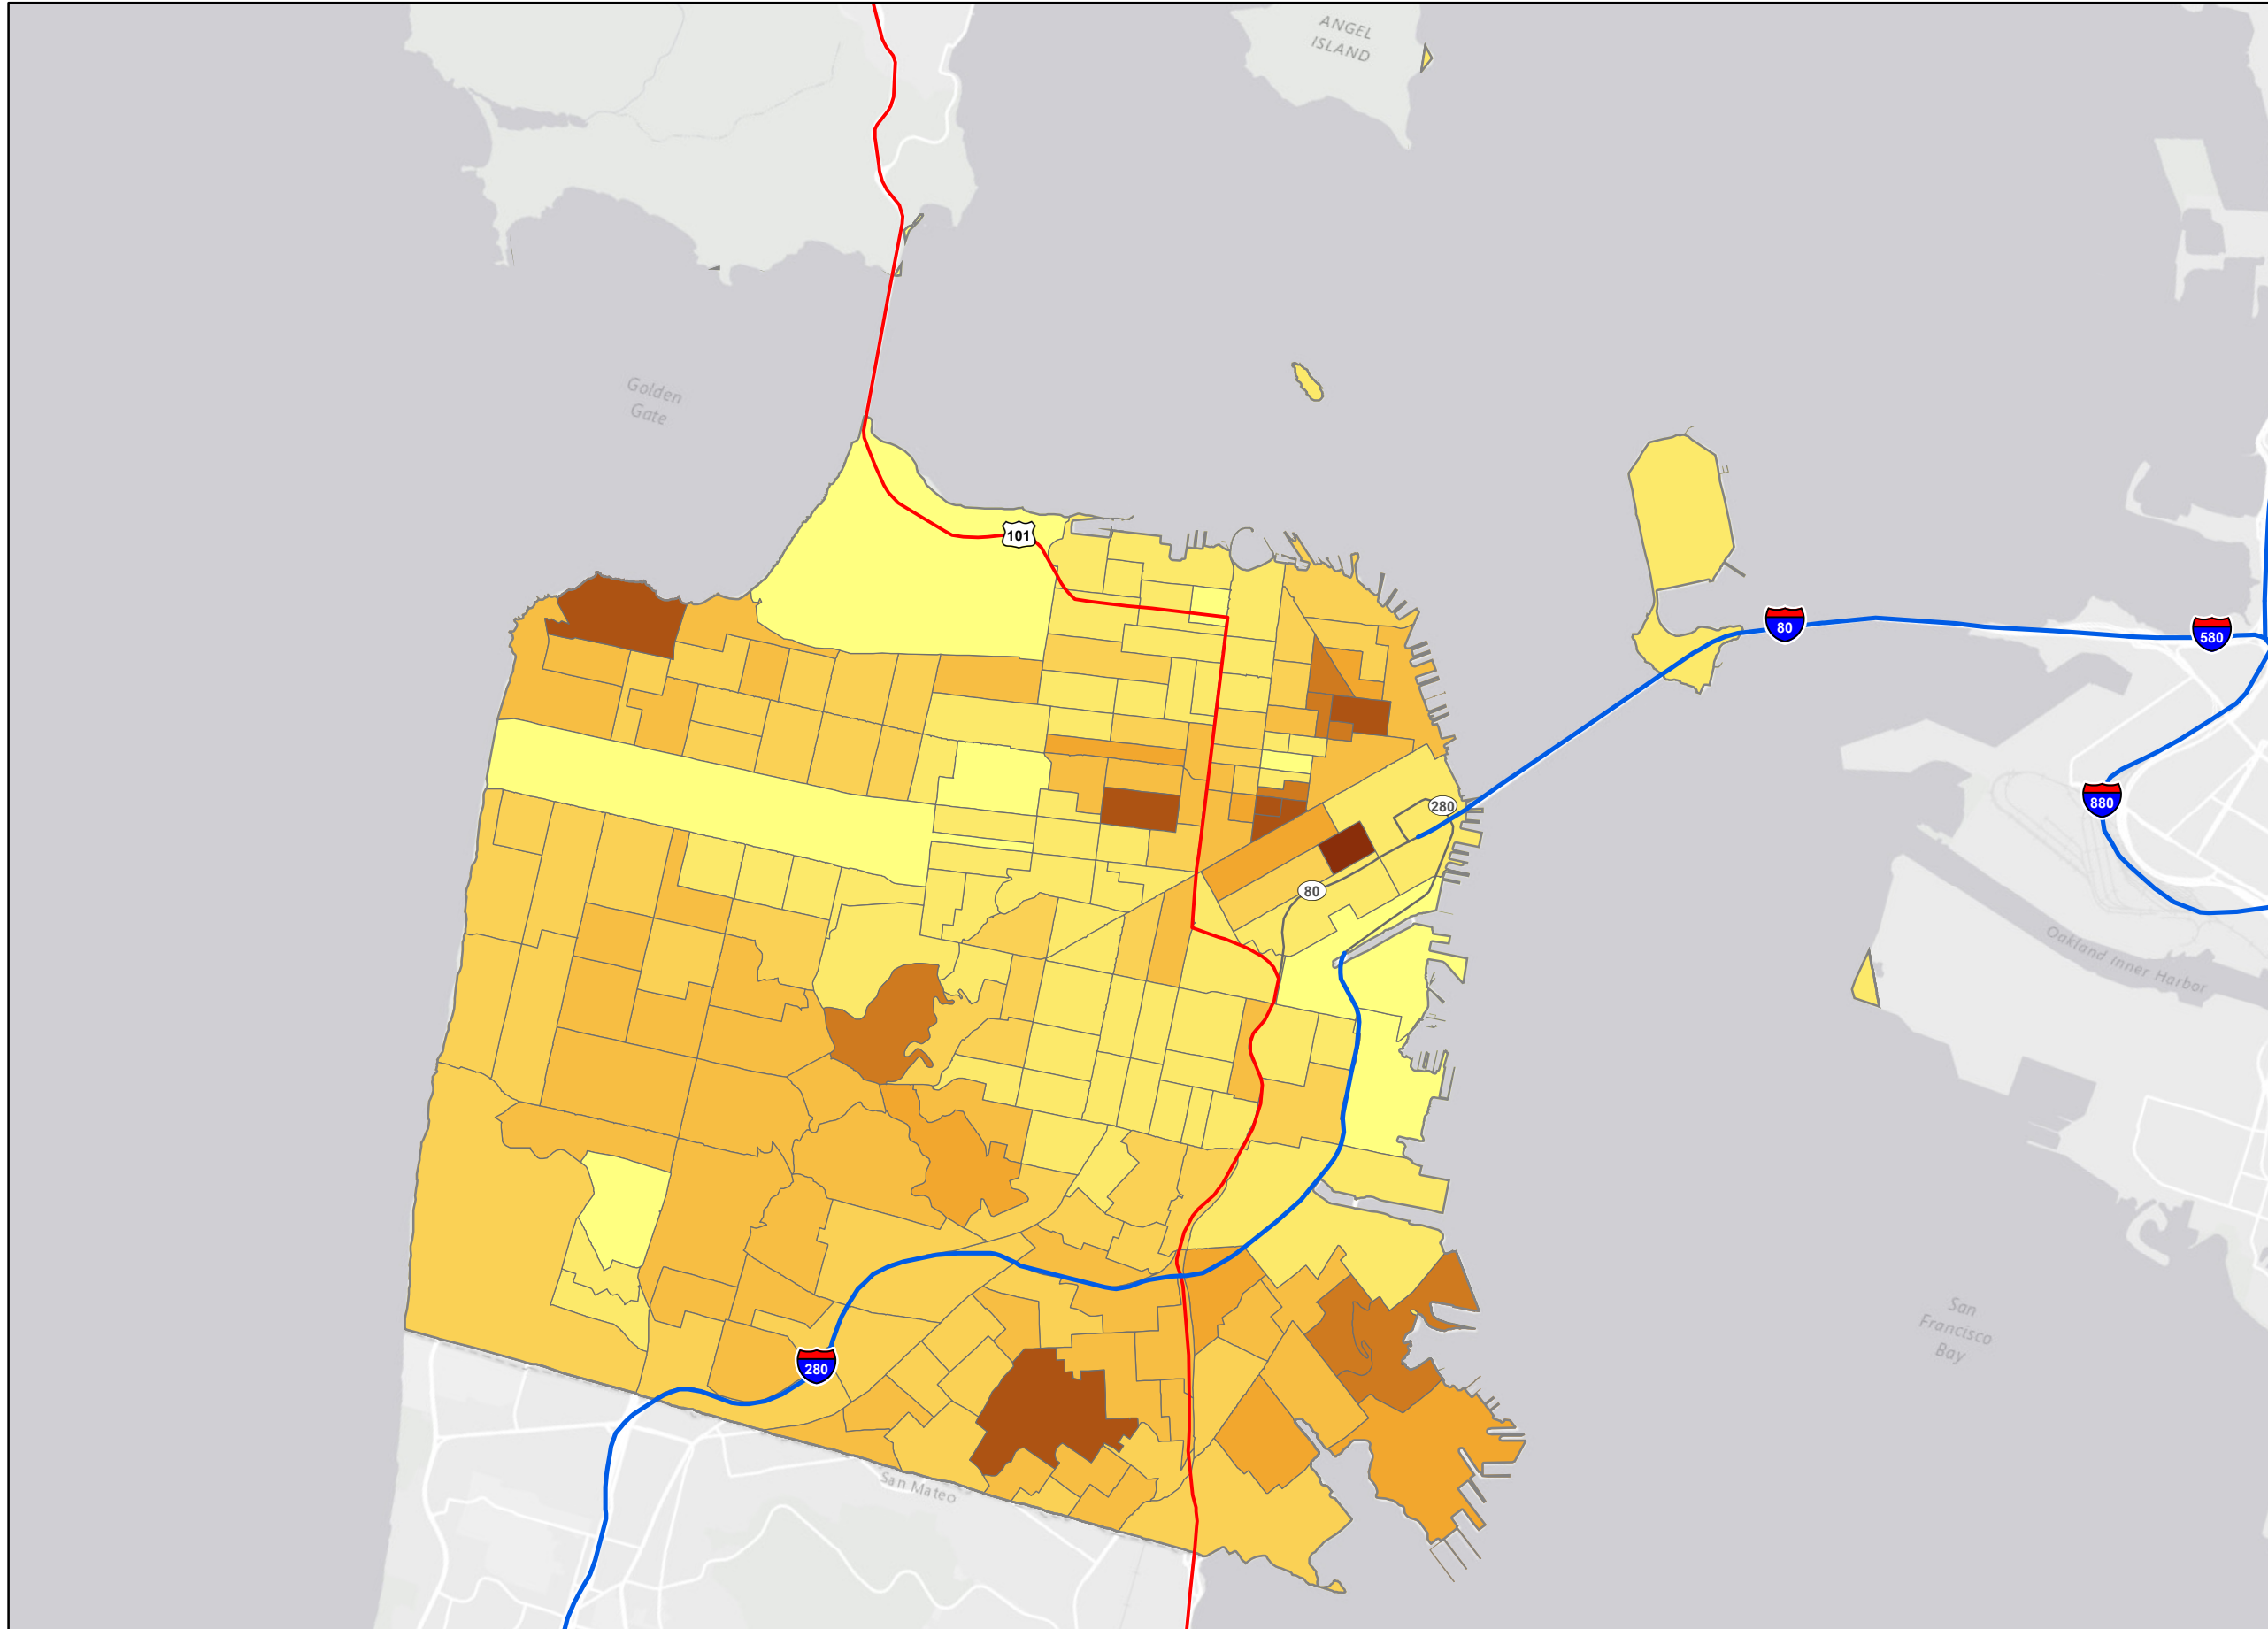 ANGEL
ISLAND
Golden
Gate
101
80
580
280
880
80
Oakland Inner Harbor
San
Francisco
Bay
280
San Mateo